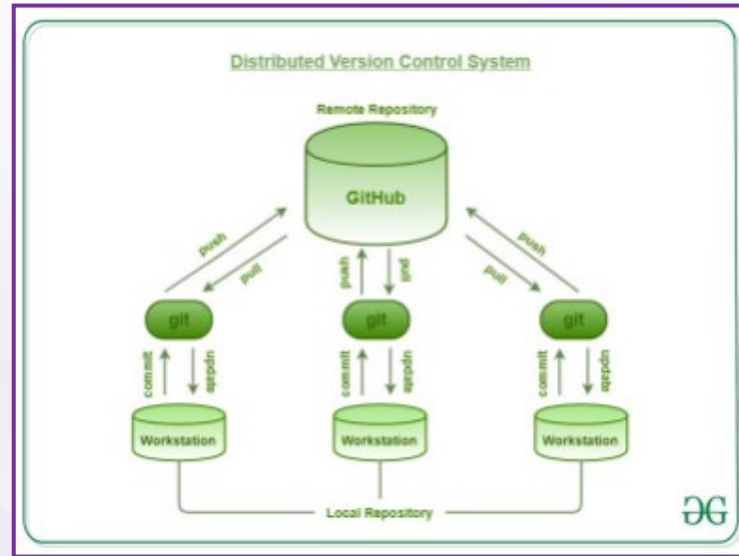 Distributed Version Control System
Remote Repository
GitHub
push
pull
push
pull
push
pull
git
git
git
commit
update
commit
update
commit
update
Workstation
Workstation
Workstation
Local Repository